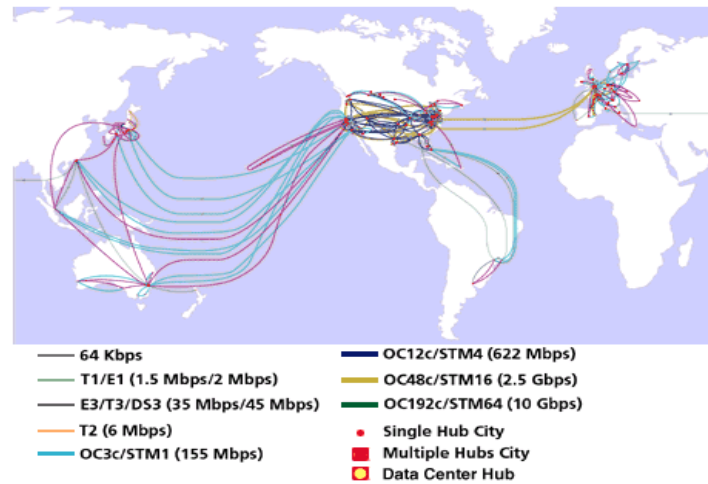 64 Kbps
T1/E1 (1.5 Mbps/2 Mbps)
E3/T3/DS3 (35 Mbps/45 Mbps)
T2 (6 Mbps)
OC3c/STM1 (155 Mbps)
OC12c/STM4 (622 Mbps)
OC48c/STM16 (2.5 Gbps)
OC192c/STM64 (10 Gbps)
Single Hub City
Multiple Hubs City
Data Center Hub